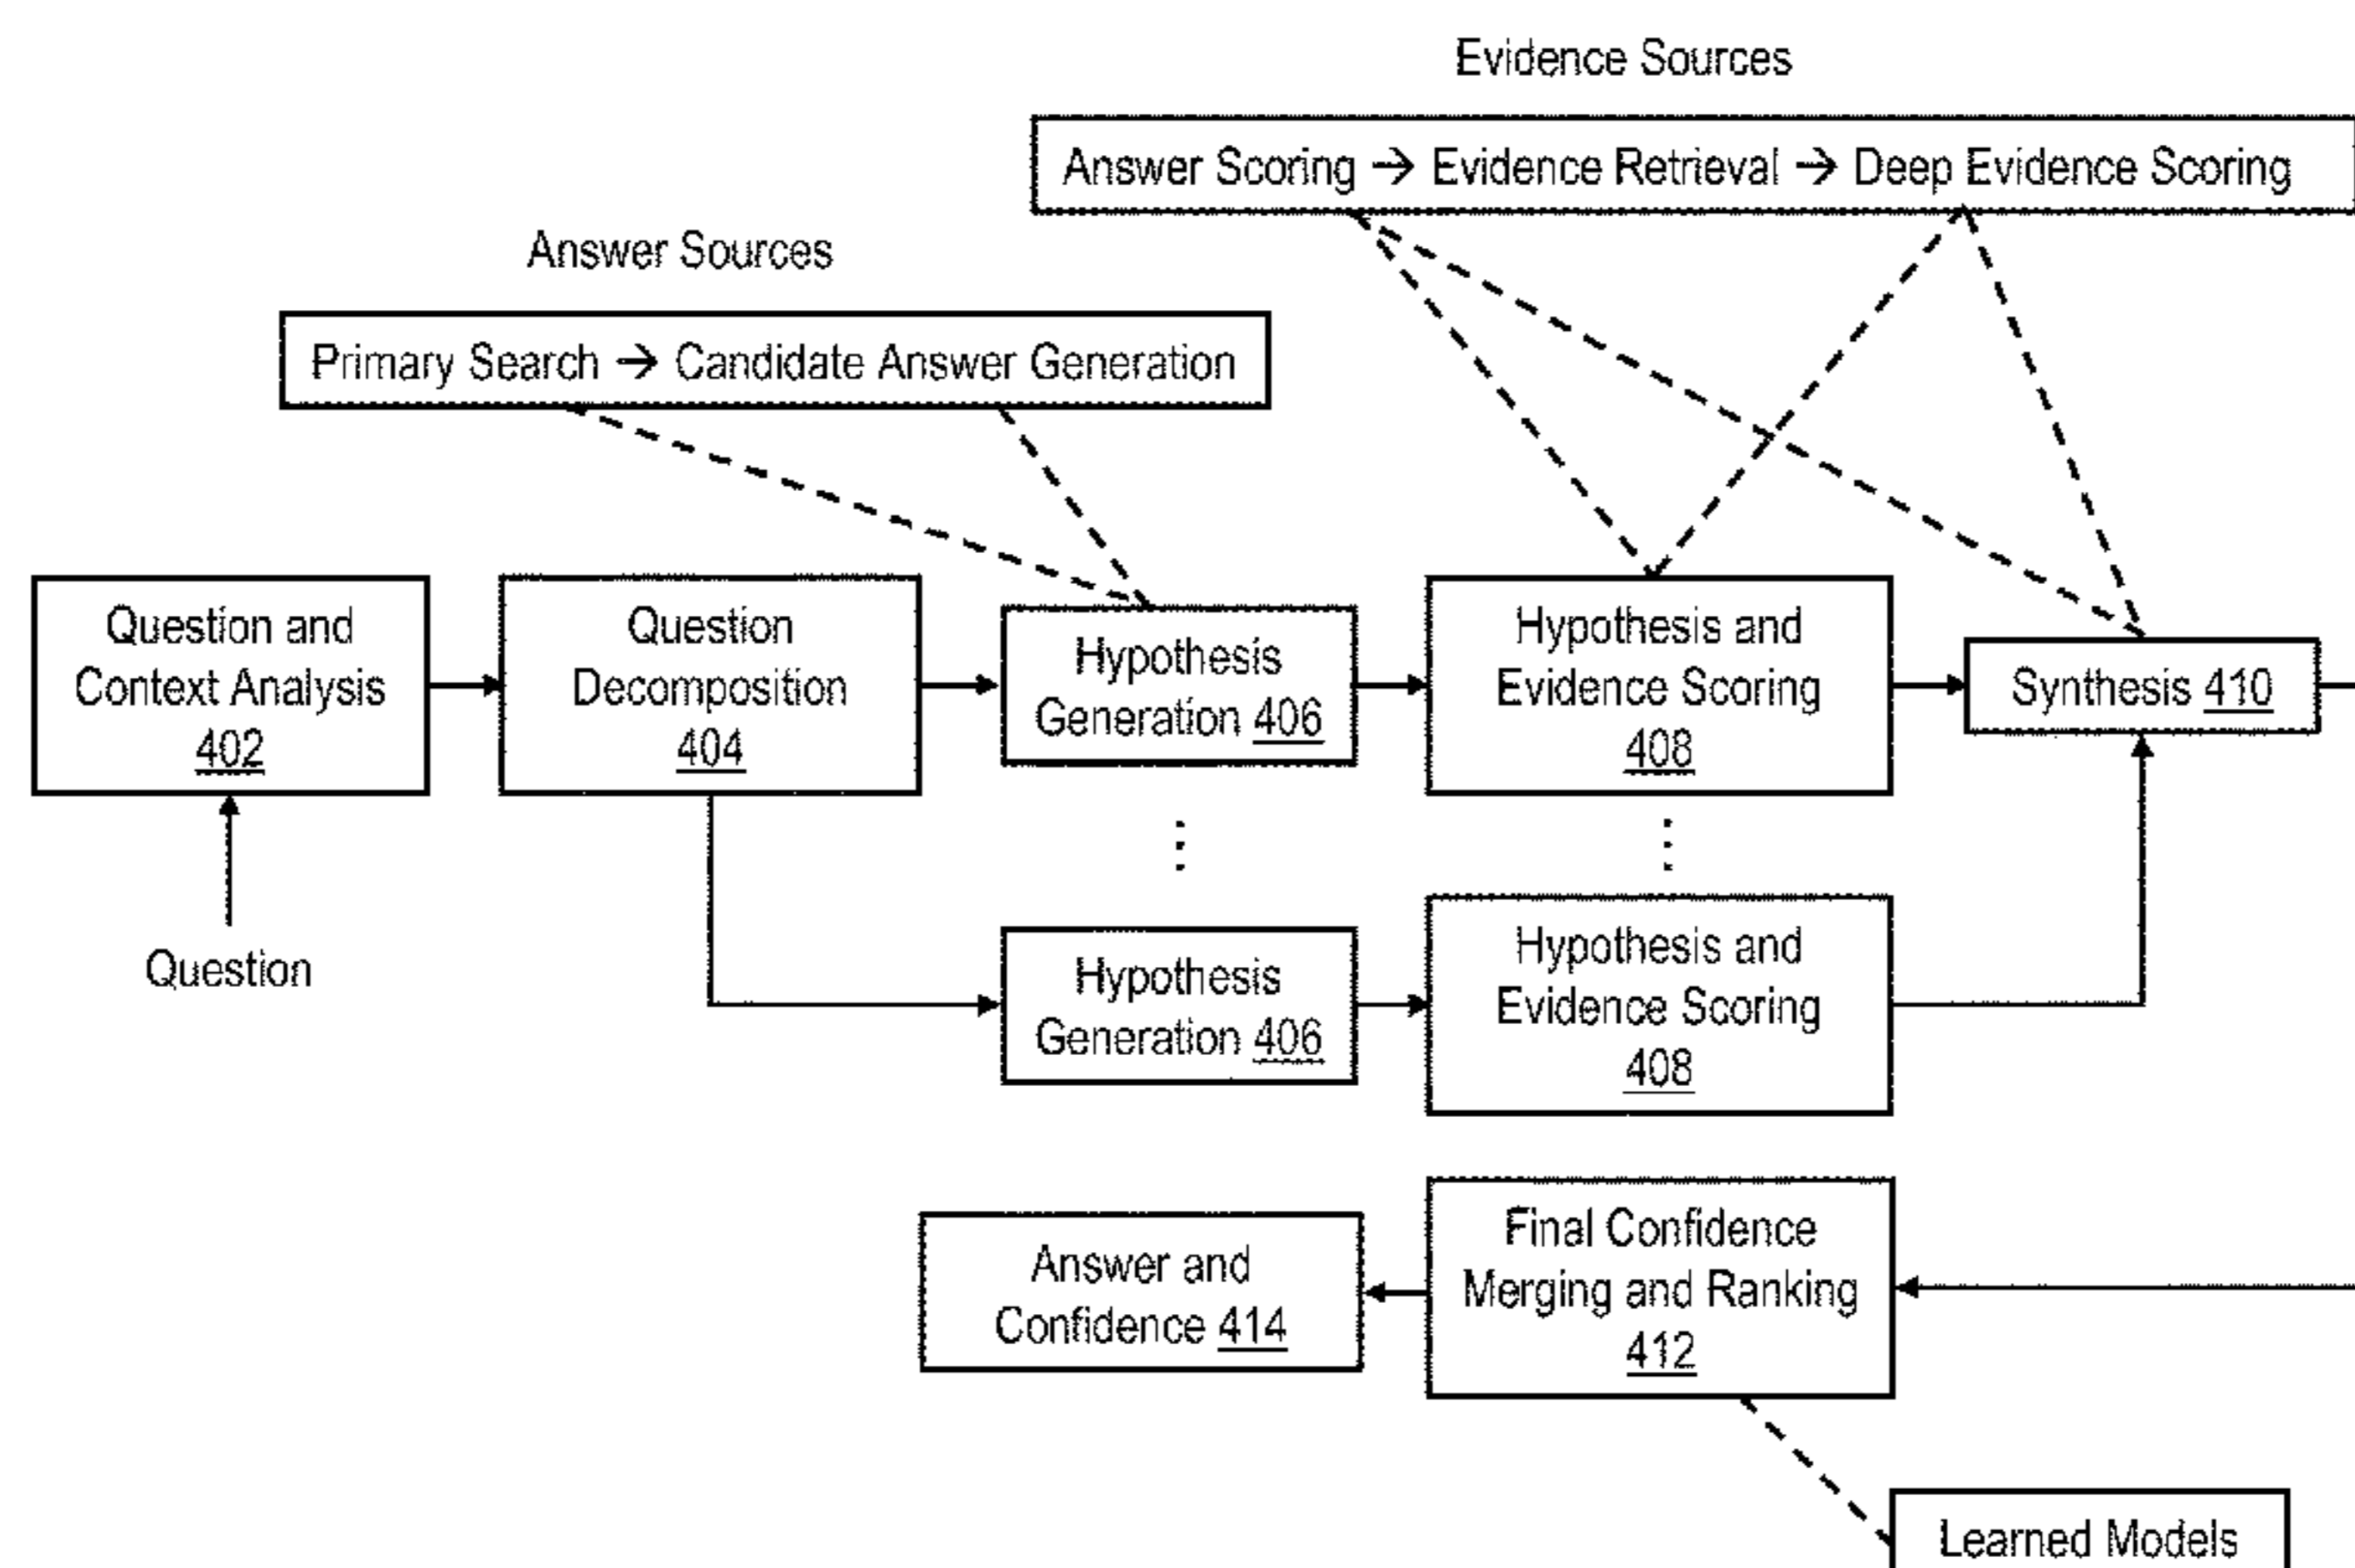 Evidence Sources
Answer Scoring → Evidence Retrieval → Deep Evidence Scoring
Answer Sources
Primary Search → Candidate Answer Generation
Question and
Context Analysis
402
Question
Decomposition
404
Hypothesis
Generation 406
Hypothesis and
Evidence Scoring
408
Synthesis 410
Question
Hypothesis
Generation 406
Hypothesis and
Evidence Scoring
408
Answer and
Confidence 414
Final Confidence
Merging and Ranking
412
Learned Models